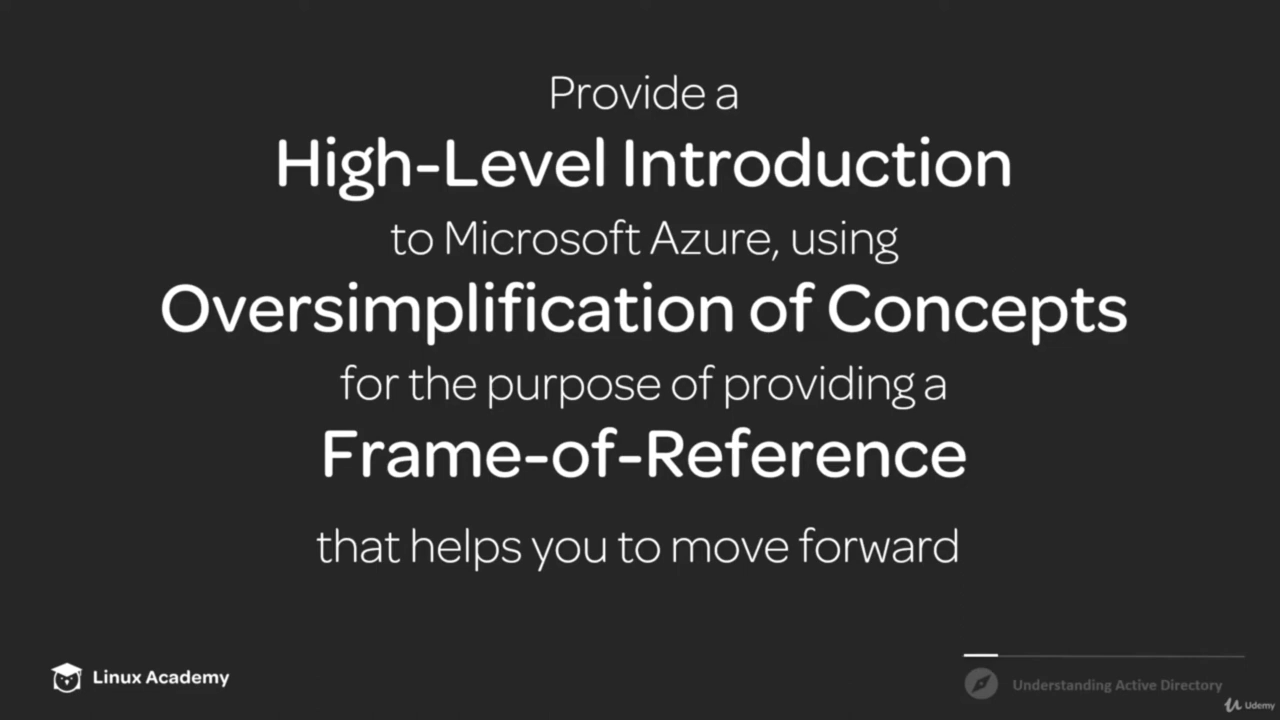 Provide a
High-Level Introduction
to Microsoft Azure, using
Oversimplification of Concepts
for the purpose of providing a
Frame-of-Reference
that helps you to move forward
Linux Academy
Understanding Active Directory
Udemy